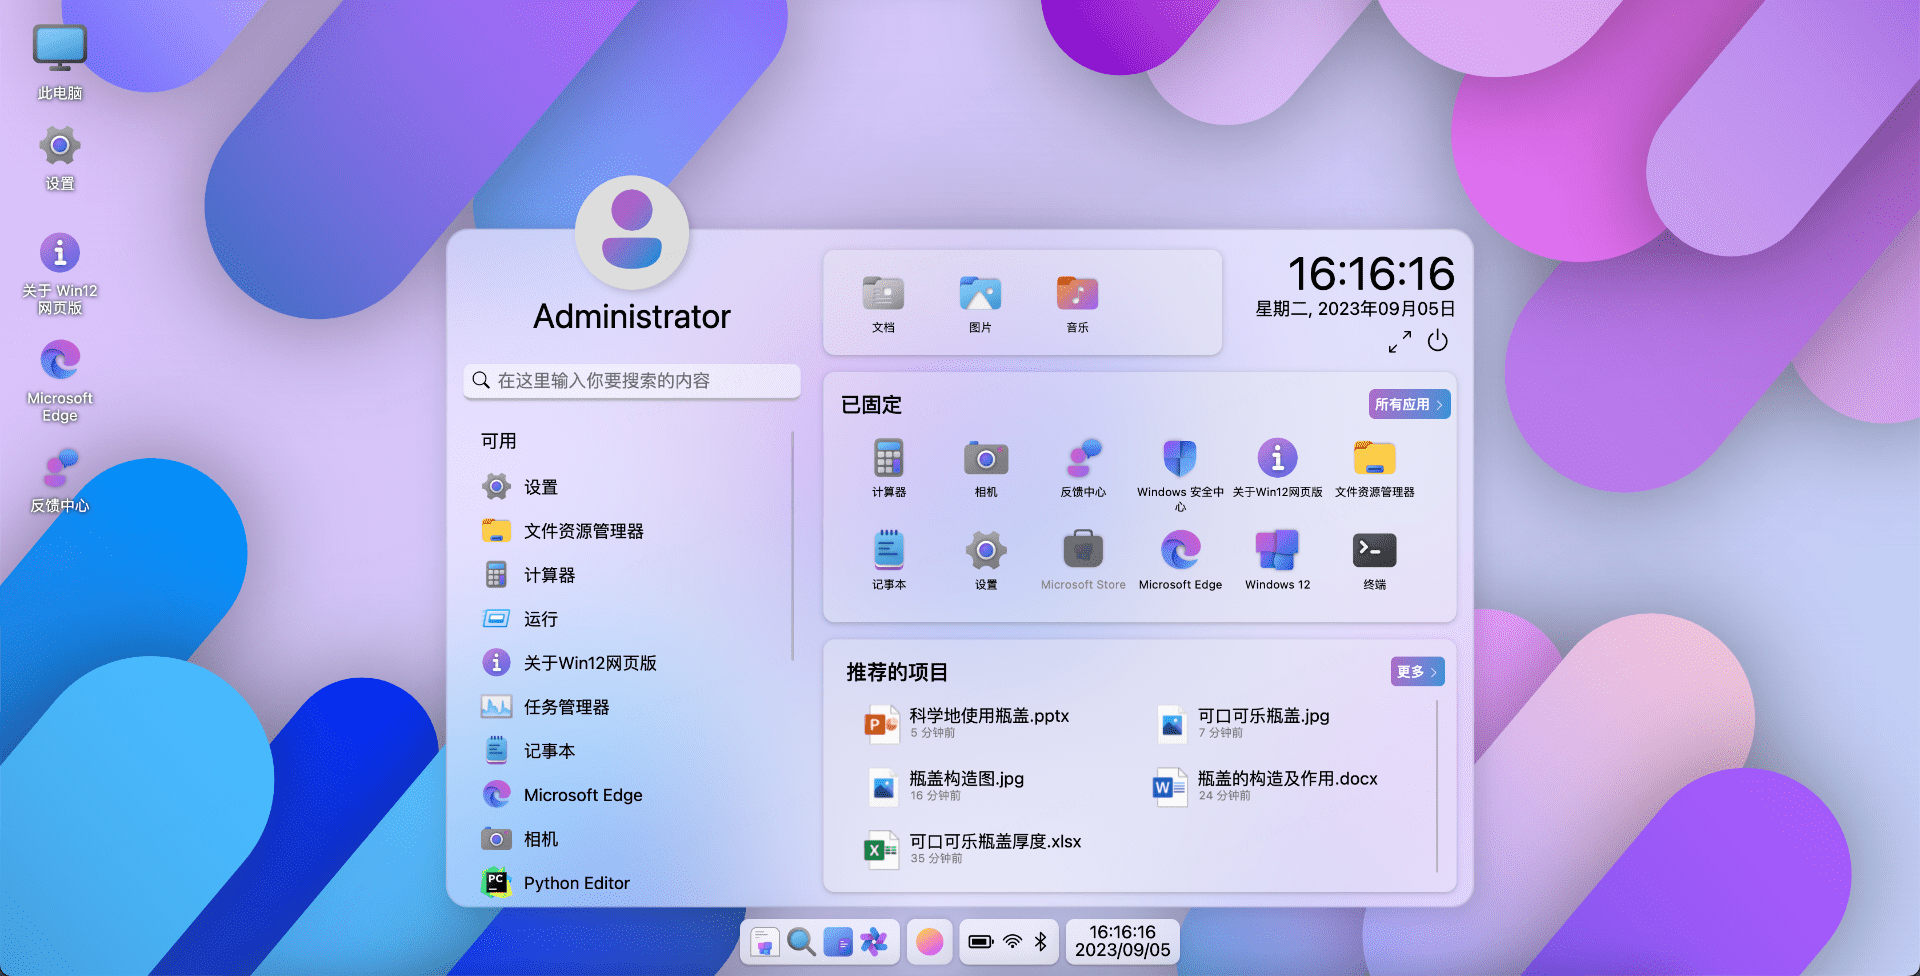 此电脑
设置
关于 Win12
网页版
Microsoft
Edge
反馈中心
Administrator
在这里输入你要搜索的内容
可用
设置
文件资源管理器
计算器
运行
关于Win12网页版
任务管理器
记事本
Microsoft Edge
相机
PC
Python Editor
文档
图片
音乐
16:16:16
星期二, 2023年09月05日
已固定
所有应用
计算器
相机
反馈中心
Windows 安全中
心
关于Win12网页版
文件资源管理器
记事本
设置
Microsoft Store
Microsoft Edge
Windows 12
终端
推荐的项目
更多
P
科学地使用瓶盖.pptx
5 分钟前
可口可乐瓶盖.jpg
7 分钟前
瓶盖构造图.jpg
16 分钟前
W
瓶盖的构造及作用.docx
24 分钟前
X
可口可乐瓶盖厚度.xlsx
35 分钟前
16:16:16
2023/09/05